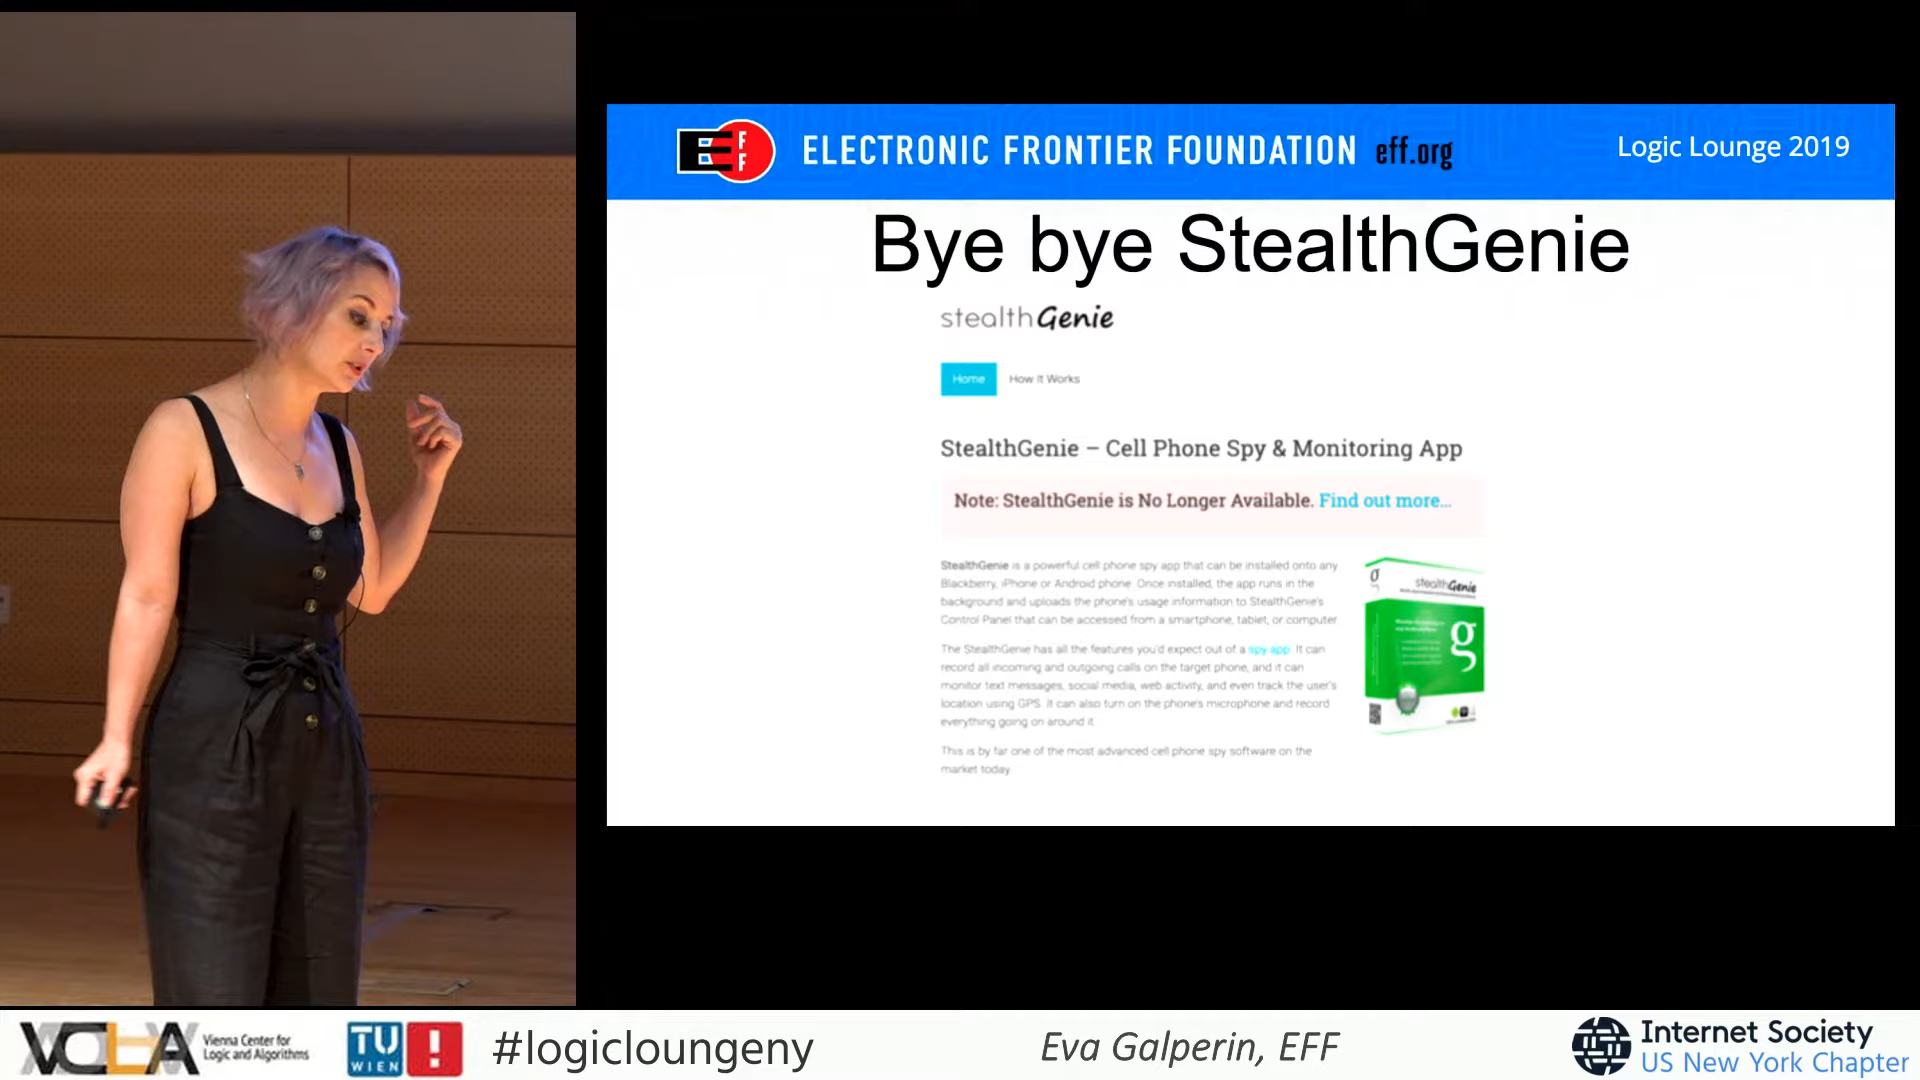 EFF ELECTRONIC FRONTIER FOUNDATION eff.org
Logic Lounge 2019
Bye bye StealthGenie
stealthGenie
Home How It Works
StealthGenie – Cell Phone Spy & Monitoring App
Note: StealthGenie is No Longer Available. Find out more...
StealthGenie is a powerful cell phone spy app that can be installed onto any
Blackberry, iPhone or Android phone. Once installed, the app runs in the
background and uploads the phone's usage information to StealthGenie's
Control Panel that can be accessed from a smartphone, tablet, or computer
The StealthGenie has all the features you'd expect out of a spy app. It can
record all incoming and outgoing calls on the target phone, and it can
monitor text messages, social media, web activity, and even track the user's
location using GPS. It can also turn on the phone's microphone and record
everything going on around it.
This is by far one of the most advanced cell phone spy software on the
market today.
g
stealthGenie
g
VCLA Vienna Center for
Logic and Algorithms
TU
WIEN
!
#logicloungeny
Eva Galperin, EFF
Internet Society
US New York Chapter